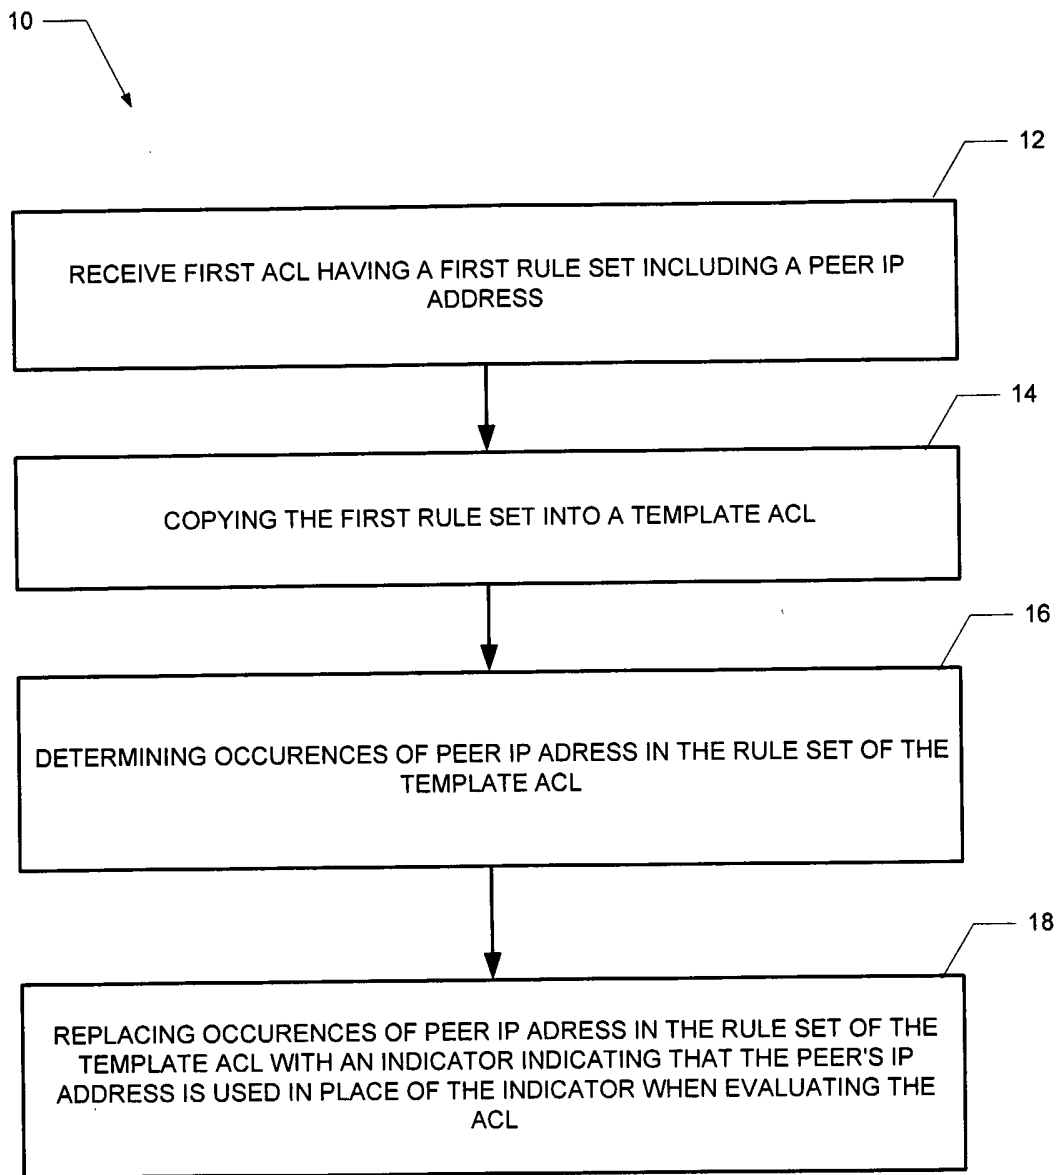 10
12
RECEIVE FIRST ACL HAVING A FIRST RULE SET INCLUDING A PEER IP
ADDRESS
14
COPYING THE FIRST RULE SET INTO A TEMPLATE ACL
16
DETERMINING OCCURENCES OF PEER IP ADRESS IN THE RULE SET OF THE
TEMPLATE ACL
18
REPLACING OCCURENCES OF PEER IP ADRESS IN THE RULE SET OF THE
TEMPLATE ACL WITH AN INDICATOR INDICATING THAT THE PEER'S IP
ADDRESS IS USED IN PLACE OF THE INDICATOR WHEN EVALUATING THE
ACL